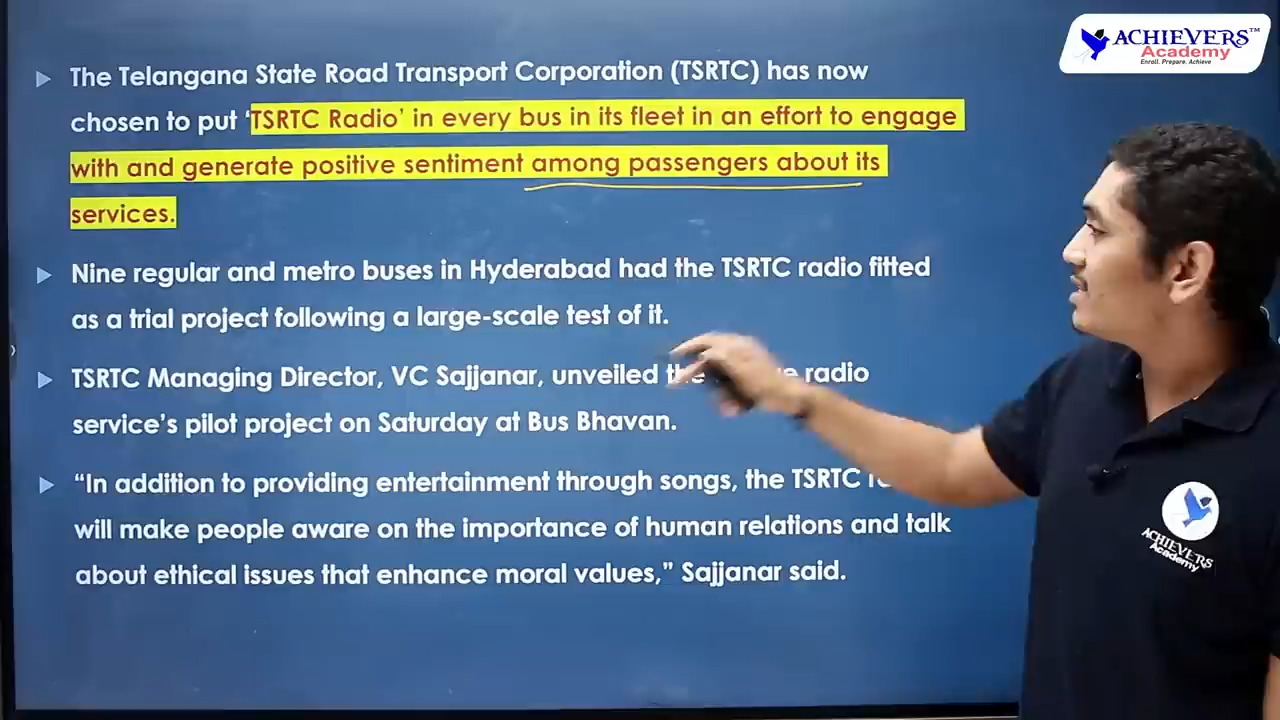 ACHIEVERS™
Academy
Enroll. Prepare. Achieve
The Telangana State Road Transport Corporation (TSRTC) has now
chosen to put ‘TSRTC Radio’ in every bus in its fleet in an effort to engage
with and generate positive sentiment among passengers about its
services.
Nine regular and metro buses in Hyderabad had the TSRTC radio fitted
as a trial project following a large-scale test of it.
TSRTC Managing Director, VC Sajjanar, unveiled radio
service’s pilot project on Saturday at Bus Bhavan.
“In addition to providing entertainment through songs, the TSRTC
will make people aware on the importance of human relations and talk
about ethical issues that enhance moral values,” Sajjanar said.
ACHIEVERS
Academy